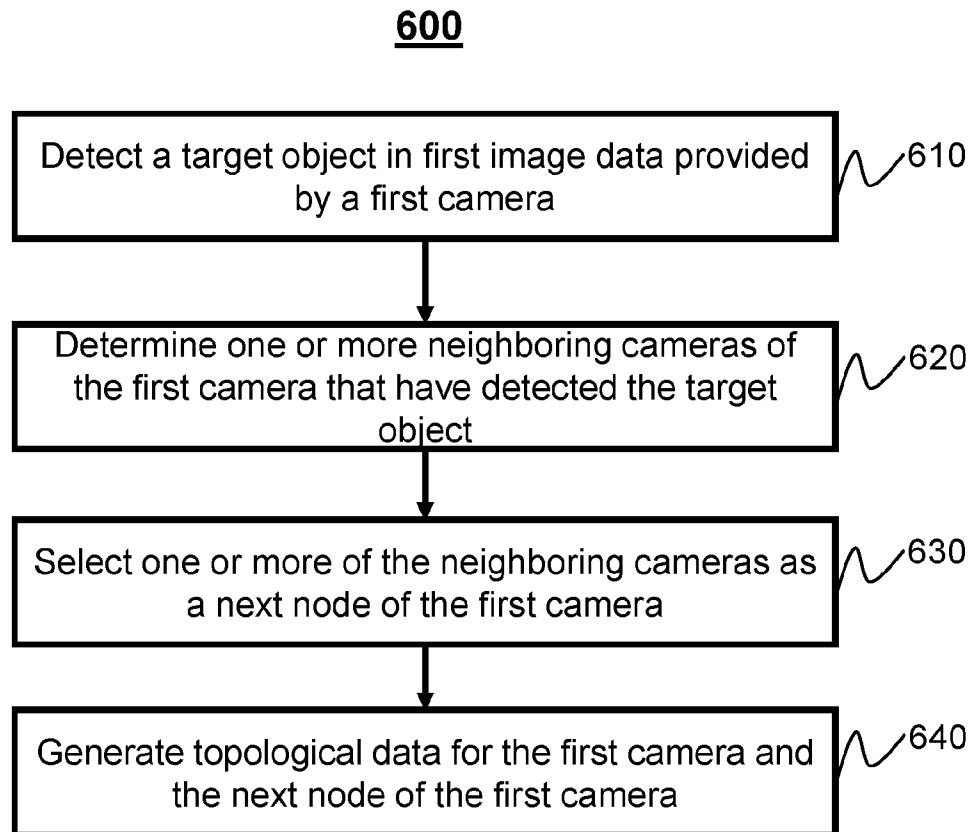 600
Detect a target object in first image data provided
by a first camera
610
Determine one or more neighboring cameras of
the first camera that have detected the target
object
620
Select one or more of the neighboring cameras as
a next node of the first camera
630
Generate topological data for the first camera and
the next node of the first camera
640